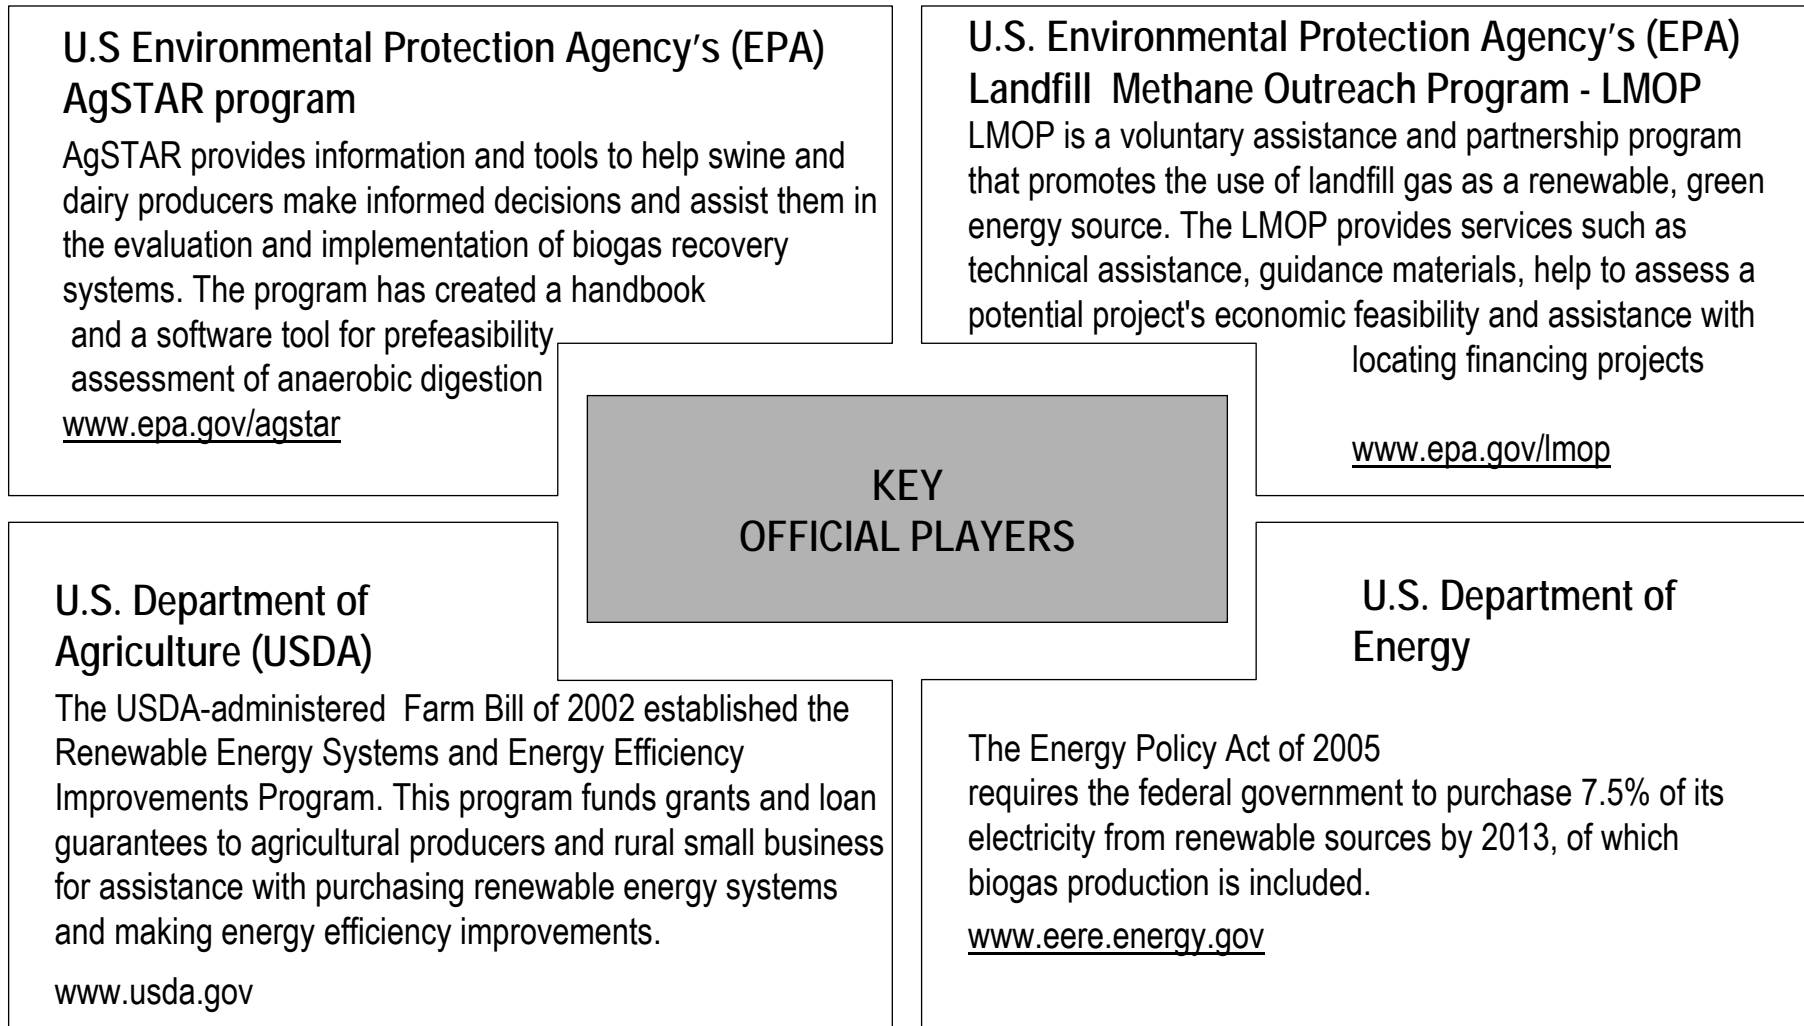 U.S Environmental Protection Agency's (EPA)
AgSTAR program
AgSTAR provides information and tools to help swine and
dairy producers make informed decisions and assist them in
the evaluation and implementation of biogas recovery
systems. The program has created a handbook
and a software tool for prefeasibility
assessment of anaerobic digestion
www.epa.gov/agstar
U.S. Environmental Protection Agency's (EPA)
Landfill Methane Outreach Program - LMOP
LMOP is a voluntary assistance and partnership program
that promotes the use of landfill gas as a renewable, green
energy source. The LMOP provides services such as
technical assistance, guidance materials, help to assess a
potential project's economic feasibility and assistance with
locating financing projects
www.epa.gov/lmop
KEY
OFFICIAL PLAYERS
U.S. Department of
Agriculture (USDA)
The USDA-administered Farm Bill of 2002 established the
Renewable Energy Systems and Energy Efficiency
Improvements Program. This program funds grants and loan
guarantees to agricultural producers and rural small business
for assistance with purchasing renewable energy systems
and making energy efficiency improvements.
www.usda.gov
U.S. Department of
Energy
The Energy Policy Act of 2005
requires the federal government to purchase 7.5% of its
electricity from renewable sources by 2013, of which
biogas production is included.
www.eere.energy.gov